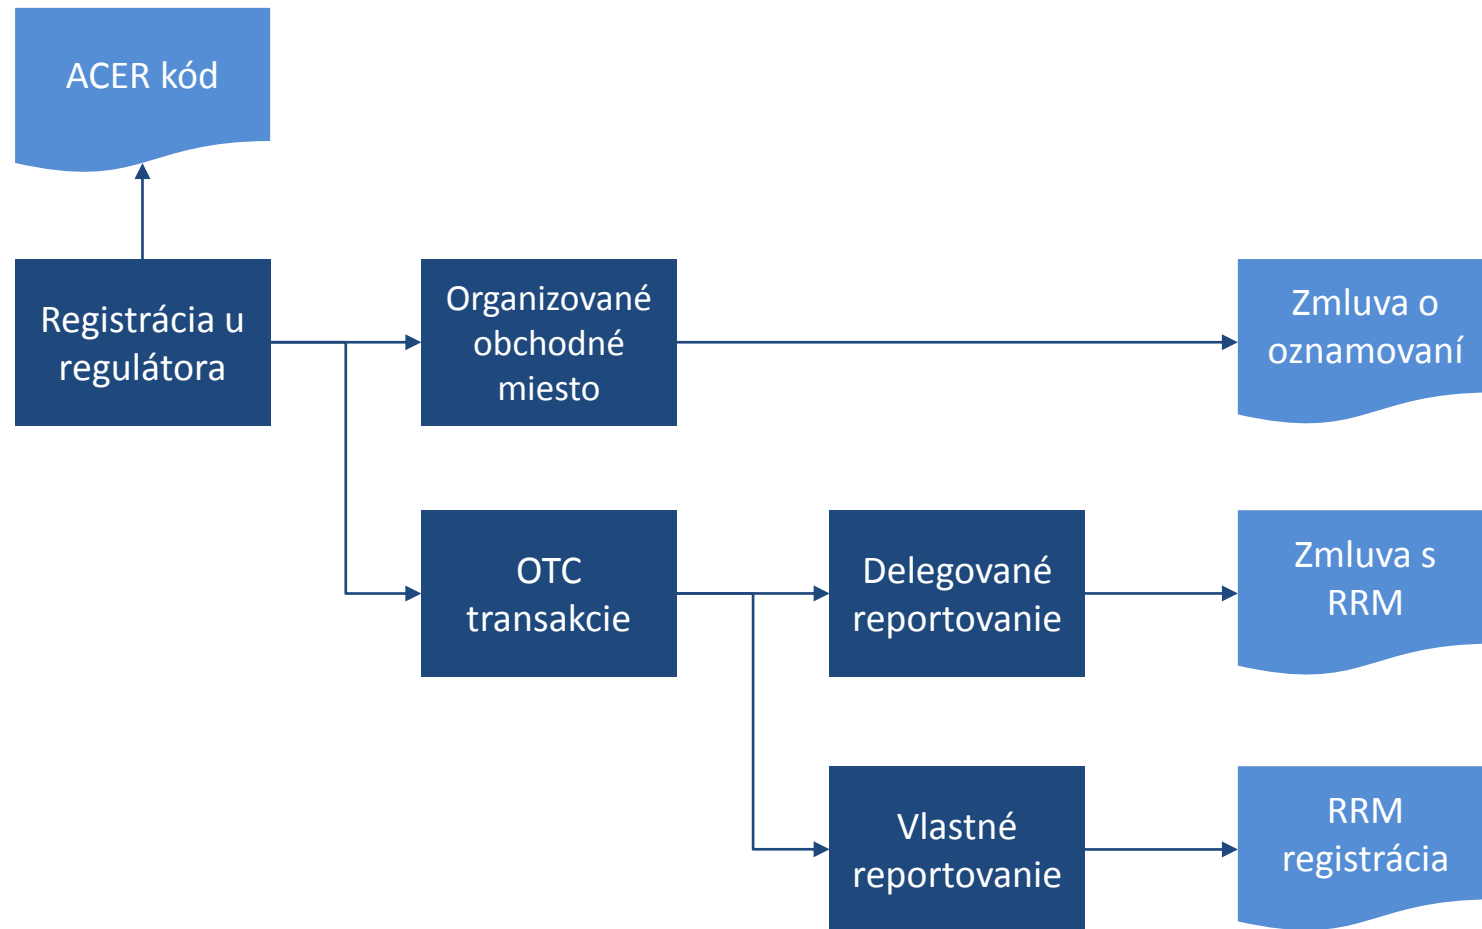 ACER kód
Registrácia u
regulátora
Organizované
obchodné
miesto
Zmluva o
oznamovaní
OTC
transakcie
Delegované
reportovanie
Zmluva s
RRM
Vlastné
reportovanie
RRM
registrácia